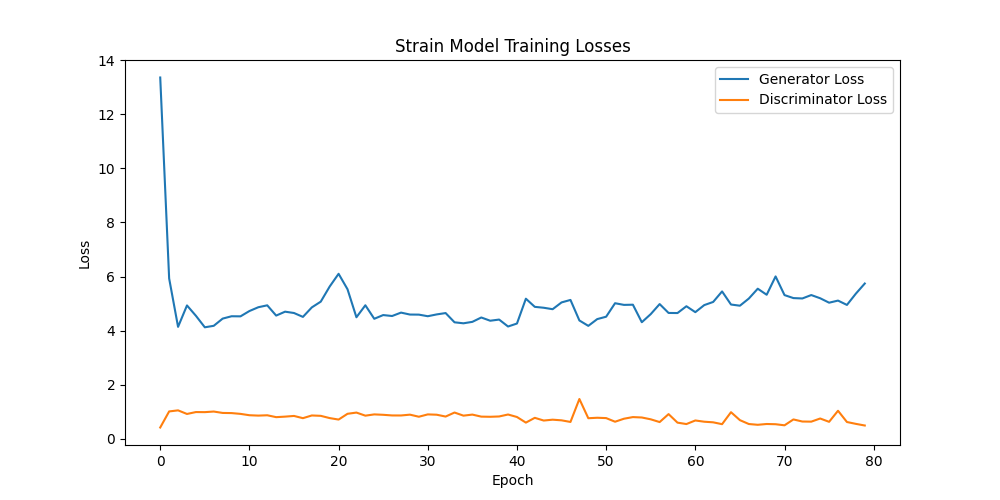 Strain Model Training Losses
Generator Loss
Discriminator Loss
Loss
14
12
10
8
6
4
2
0
0 10 20 30 40 50 60 70 80
Epoch